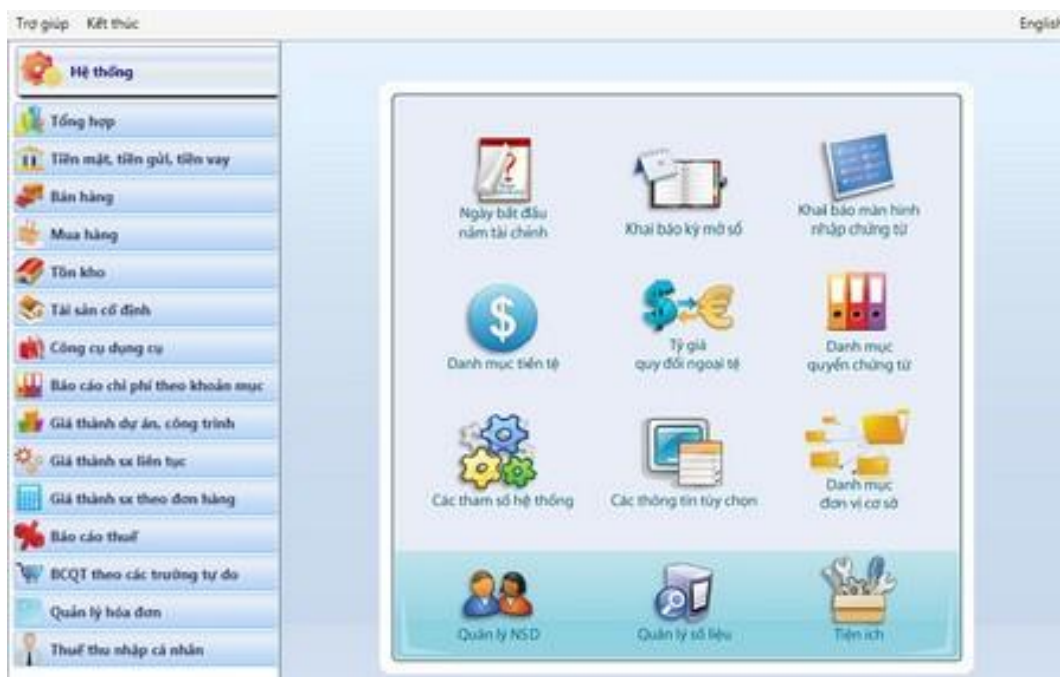 Trợ giúp Kết thúc English
Hệ thống
Tổng hợp
Tiền mặt, tiền gửi, tiền vay
Bán hàng
Mua hàng
Tồn kho
Tài sản cố định
Công cụ dụng cụ
Báo cáo chi phí theo khoản mục
Giá thành dự án, công trình
Giá thành sx liên tục
Giá thành sx theo đơn hàng
Báo cáo thuế
BCQT theo các trường tự do
Quản lý hóa đơn
Thuế thu nhập cá nhân
Ngày bắt đầu
năm tài chính
Khai báo kỳ mở sổ
Khai báo màn hình
nhập chứng từ
Danh mục tiền tệ
Tỷ giá
quy đổi ngoại tệ
Danh mục
quyển chứng từ
Các tham số hệ thống
Các thông tin tùy chọn
Danh mục
đơn vị cơ sở
Quản lý NSD
Quản lý số liệu
Tiện ích